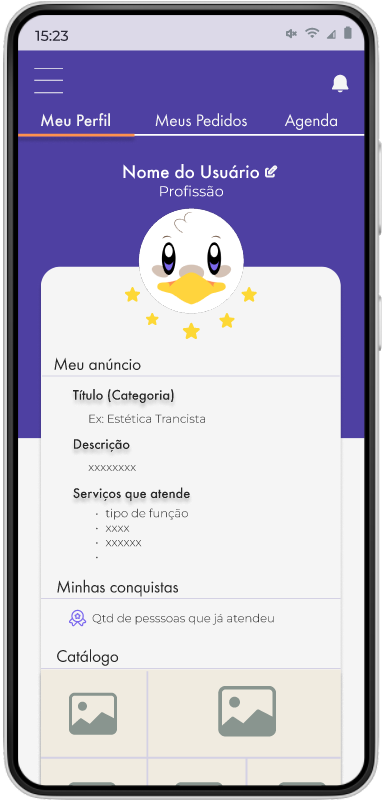 15:23
Meu Perfil Meus Pedidos Agenda
Nome do Usuário
Profissão
Meu anúncio
Título (Categoria)
Ex: Estética Trancista
Descrição
xxxxxxxx
Serviços que atende
· tipo de função
· xxxx
· xxxxxx
·
Minhas conquistas
Qtd de pesssoas que já atendeu
Catálogo